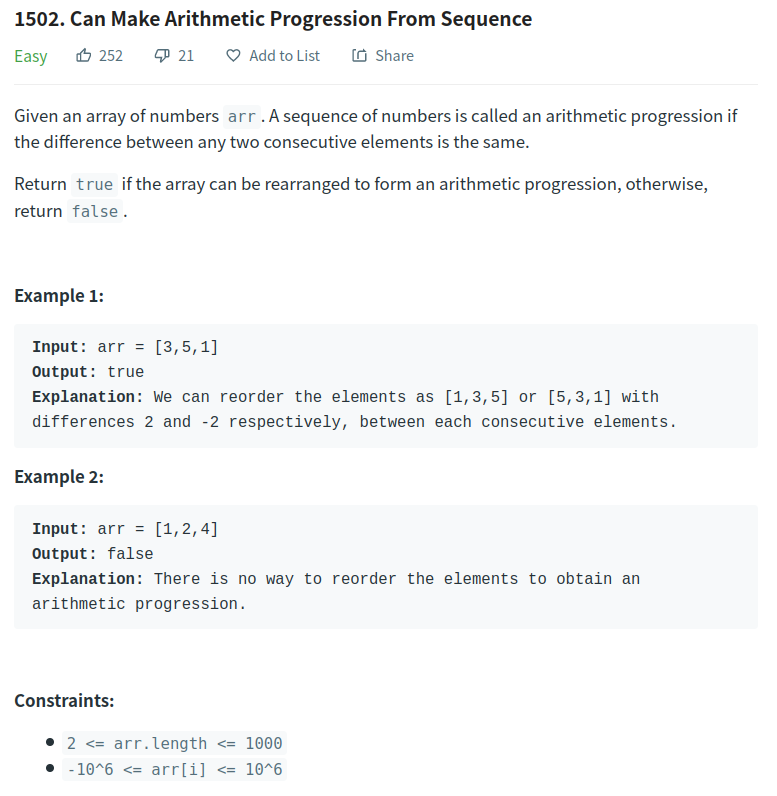 1502. Can Make Arithmetic Progression From Sequence
Easy 252 21 Add to List Share
Given an array of numbers arr. A sequence of numbers is called an arithmetic progression if
the difference between any two consecutive elements is the same.
Return true if the array can be rearranged to form an arithmetic progression, otherwise,
return false.
Example 1:
Input: arr = [3,5,1]
Output: true
Explanation: We can reorder the elements as [1,3,5] or [5,3,1] with
differences 2 and -2 respectively, between each consecutive elements.
Example 2:
Input: arr = [1,2,4]
Output: false
Explanation: There is no way to reorder the elements to obtain an
arithmetic progression.
Constraints:
• 2 <= arr.length <= 1000
• -10^6 <= arr[i] <= 10^6